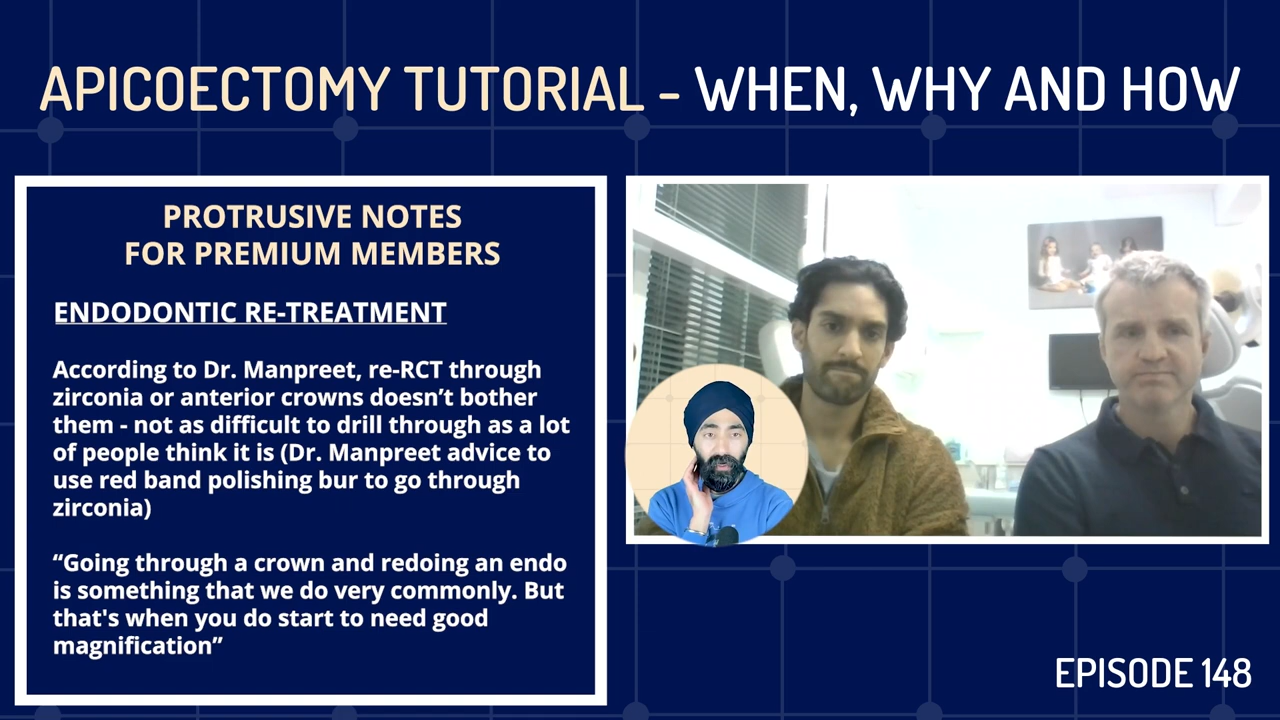 APICOECTOMY TUTORIAL - WHEN, WHY AND HOW
PROTRUSIVE NOTES
FOR PREMIUM MEMBERS
ENDODONTIC RE-TREATMENT
According to Dr. Manpreet, re-RCT through
zirconia or anterior crowns doesn’t bother
them - not as difficult to drill through as a lot
of people think it is (Dr. Manpreet advice to
use red band polishing bur to go through
zirconia)
“Going through a crown and redoing an endo
is something that we do very commonly. But
that's when you do start to need good
magnification”
EPISODE 148